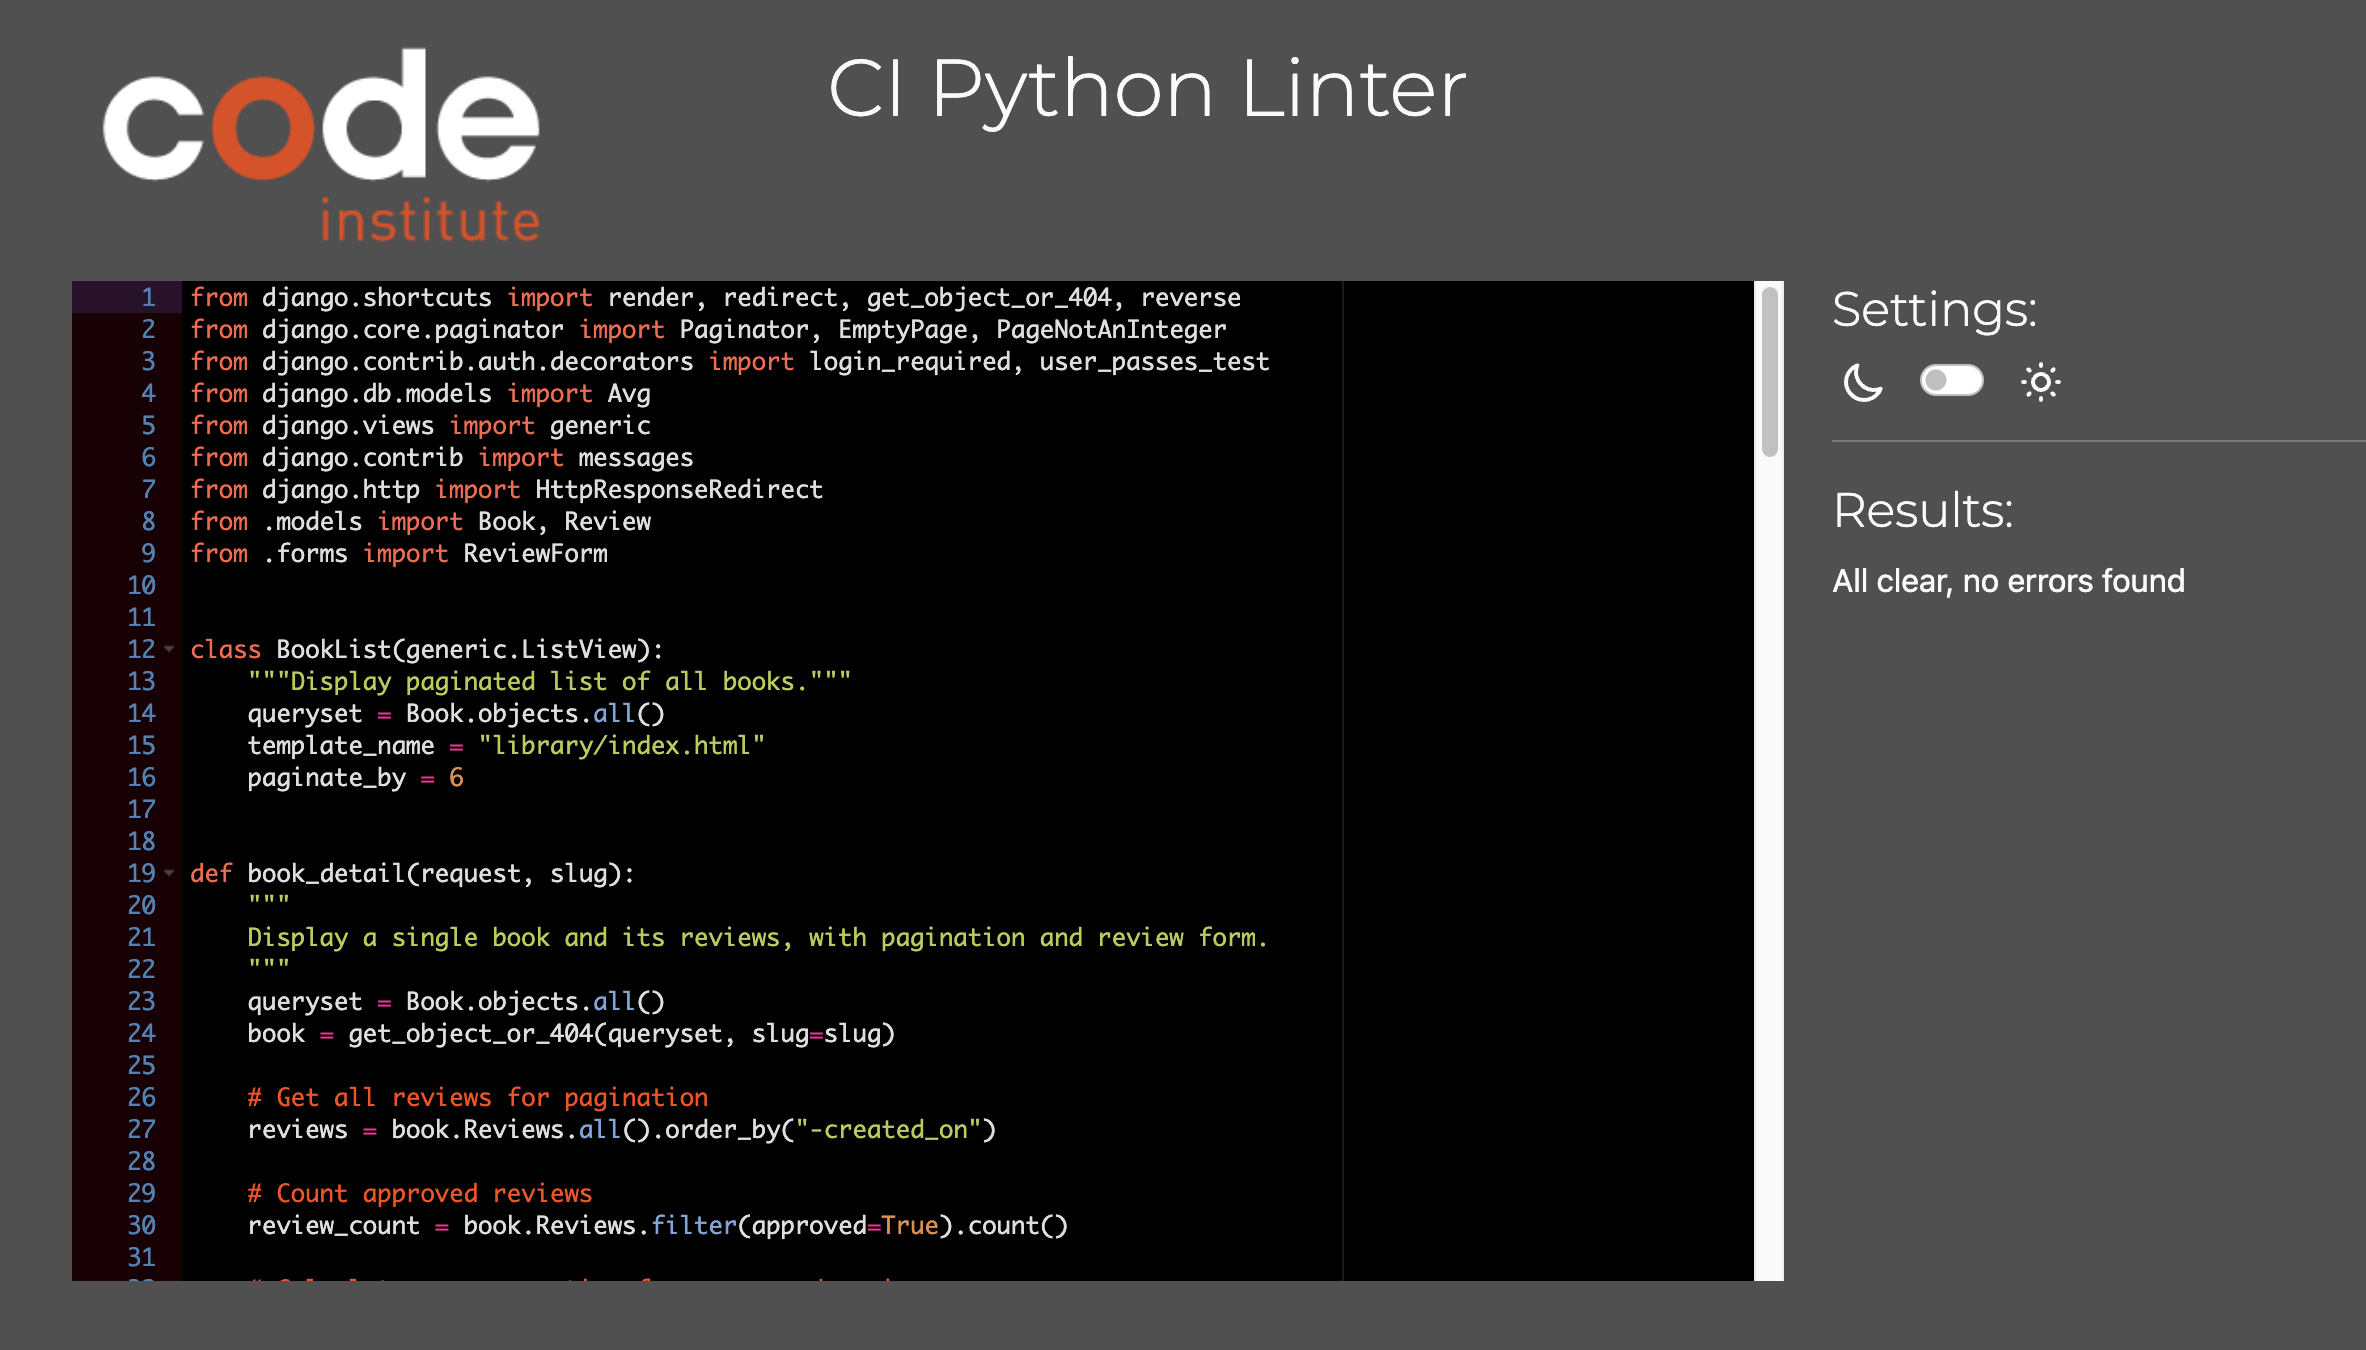 code
institute
CI Python Linter
1 from django.shortcuts import render, redirect, get_object_or_404, reverse
2 from django.core.paginator import Paginator, EmptyPage, PageNotAnInteger
3 from django.contrib.auth.decorators import login_required, user_passes_test
4 from django.db.models import Avg
5 from django.views import generic
6 from django.contrib import messages
7 from django.http import HttpResponseRedirect
8 from .models import Book, Review
9 from .forms import ReviewForm
10
11
12 class BookList(generic.ListView):
13     """Display paginated list of all books."""
14     queryset = Book.objects.all()
15     template_name = "library/index.html"
16     paginate_by = 6
17
18
19 def book_detail(request, slug):
20     """
21     Display a single book and its reviews, with pagination and review form.
22     """
23     queryset = Book.objects.all()
24     book = get_object_or_404(queryset, slug=slug)
25
26     # Get all reviews for pagination
27     reviews = book.Reviews.all().order_by("-created_on")
28
29     # Count approved reviews
30     review_count = book.Reviews.filter(approved=True).count()
31
Settings:
Results:
All clear, no errors found